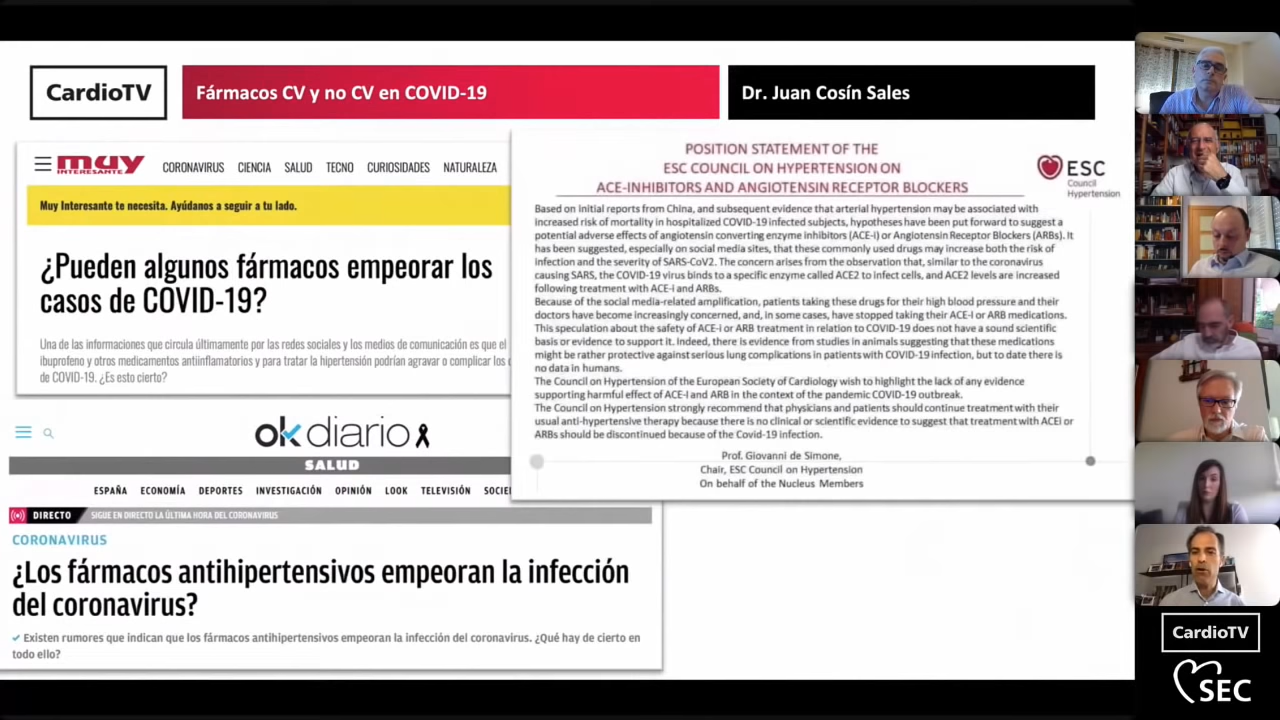 CardioTV
Fármacos CV y no CV en COVID-19
Dr. Juan Cosín Sales
muy
INTERESANTE
CORONAVIRUS CIENCIA SALUD TECNO CURIOSIDADES NATURALEZA
Muy Interesante te necesita. Ayúdanos a seguir a tu lado.
¿Pueden algunos fármacos empeorar los
casos de COVID-19?
Una de las informaciones que circula últimamente por las redes sociales y los medios de comunicación es que el
ibuprofeno y otros medicamentos antiinflamatorios y para tratar la hipertensión podrían agravar o complicar los
de COVID-19. ¿Es esto cierto?
okdiario
SALUD
ESPAÑA ECONOMÍA DEPORTES INVESTIGACIÓN OPINIÓN LOOK TELEVISIÓN SOCIE
DIRECTO SIGUE EN DIRECTO LA ÚLTIMA HORA DEL CORONAVIRUS
CORONAVIRUS
¿Los fármacos antihipertensivos empeoran la infección
del coronavirus?
Existen rumores que indican que los fármacos antihipertensivos empeoran la infección del coronavirus. ¿Qué hay de cierto en
todo ello?
POSITION STATEMENT OF THE
ESC COUNCIL ON HYPERTENSION ON
ACE-INHIBITORS AND ANGIOTENSIN RECEPTOR BLOCKERS
ESC
Council
Hypertension
Based on initial reports from China, and subsequent evidence that arterial hypertension may be associated with
increased risk of mortality in hospitalized COVID-19 infected subjects, hypotheses have been put forward to suggest a
potential adverse effects of angiotensin converting enzyme inhibitors (ACE-i) or Angiotensin Receptor Blockers (ARBs). It
has been suggested, especially on social media sites, that these commonly used drugs may increase both the risk of
infection and the severity of SARS-CoV2. The concern arises from the observation that, similar to the coronavirus
causing SARS, the COVID-19 virus binds to a specific enzyme called ACE2 to infect cells, and ACE2 levels are increased
following treatment with ACE-i and ARBs.
Because of the social media-related amplification, patients taking these drugs for their high blood pressure and their
doctors have become increasingly concerned, and, in some cases, have stopped taking their ACE-I or ARB medications.
This speculation about the safety of ACE-i or ARB treatment in relation to COVID-19 does not have a sound scientific
basis or evidence to support it. Indeed, there is evidence from studies in animals suggesting that these medications
might be rather protective against serious lung complications in patients with COVID-19 infection, but to date there is
no data in humans.
The Council on Hypertension of the European Society of Cardiology wish to highlight the lack of any evidence
supporting harmful effect of ACE-I and ARB in the context of the pandemic COVID-19 outbreak.
The Council on Hypertension strongly recommend that physicians and patients should continue treatment with their
usual anti-hypertensive therapy because there is no clinical or scientific evidence to suggest that treatment with ACEi or
ARBs should be discontinued because of the Covid-19 infection.
Prof. Giovanni de Simone,
Chair, ESC Council on Hypertension
On behalf of the Nucleus Members
CardioTV
SEC